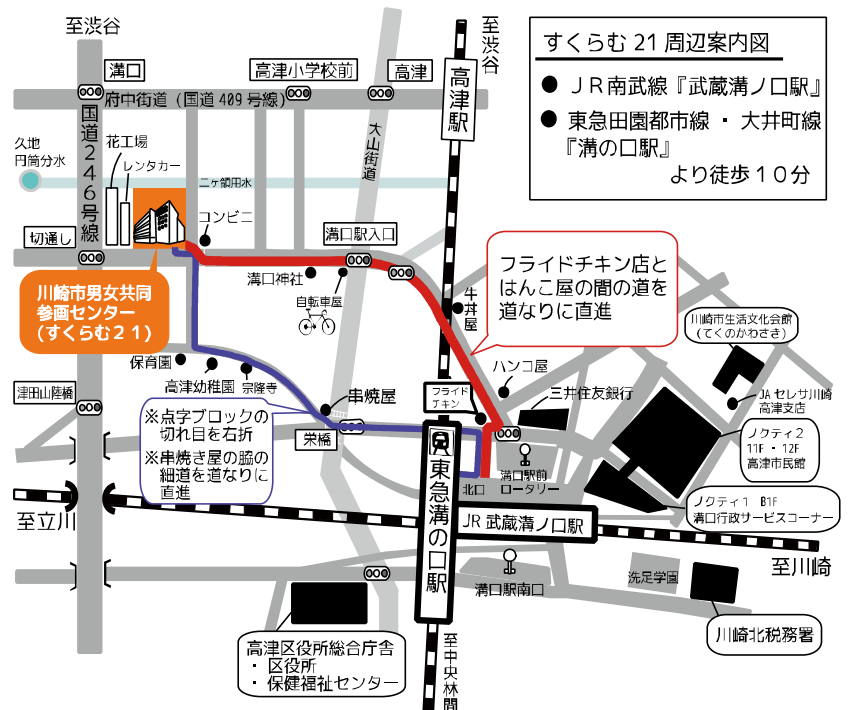 至渋谷
溝口
高津小学校前
高津
至渋谷
すくらむ21周辺案内図
● ＪＲ南武線『武蔵溝ノ口駅』
● 東急田園都市線 ・ 大井町線
『溝の口駅』
より徒歩１０分
府中街道 (国道409号線)
高津駅
国道２４６号線
大山街道
久地
円筒分水
花工場
レンタカー
二ヶ領用水
コンビニ
切通し
溝口駅入口
フライドチキン店と
はんこ屋の間の道を
道なりに直進
川崎市男女共同
参画センター
(すくらむ２１)
溝口神社
自転車屋
牛丼屋
川崎市生活文化会館
(てくのかわさき)
保育園
高津幼稚園
宗隆寺
ハンコ屋
津田山陸橋
串焼屋
フライド
チキン
三井住友銀行
JAセレサ川崎
高津支店
※点字ブロックの
切れ目を右折
※串焼き屋の脇の
細道を道なりに
直進
栄橋
ノクティ２
11F ・ 12F
高津市民館
溝口駅前
ロータリー
北口
ノクティ１ B1F
溝口行政サービスコーナー
至立川
東急溝の口駅
JR 武蔵溝ノ口駅
至川崎
溝口駅南口
洗足学園
川崎北税務署
高津区役所総合庁舎
・ 区役所
・ 保健福祉センター
至中央林間